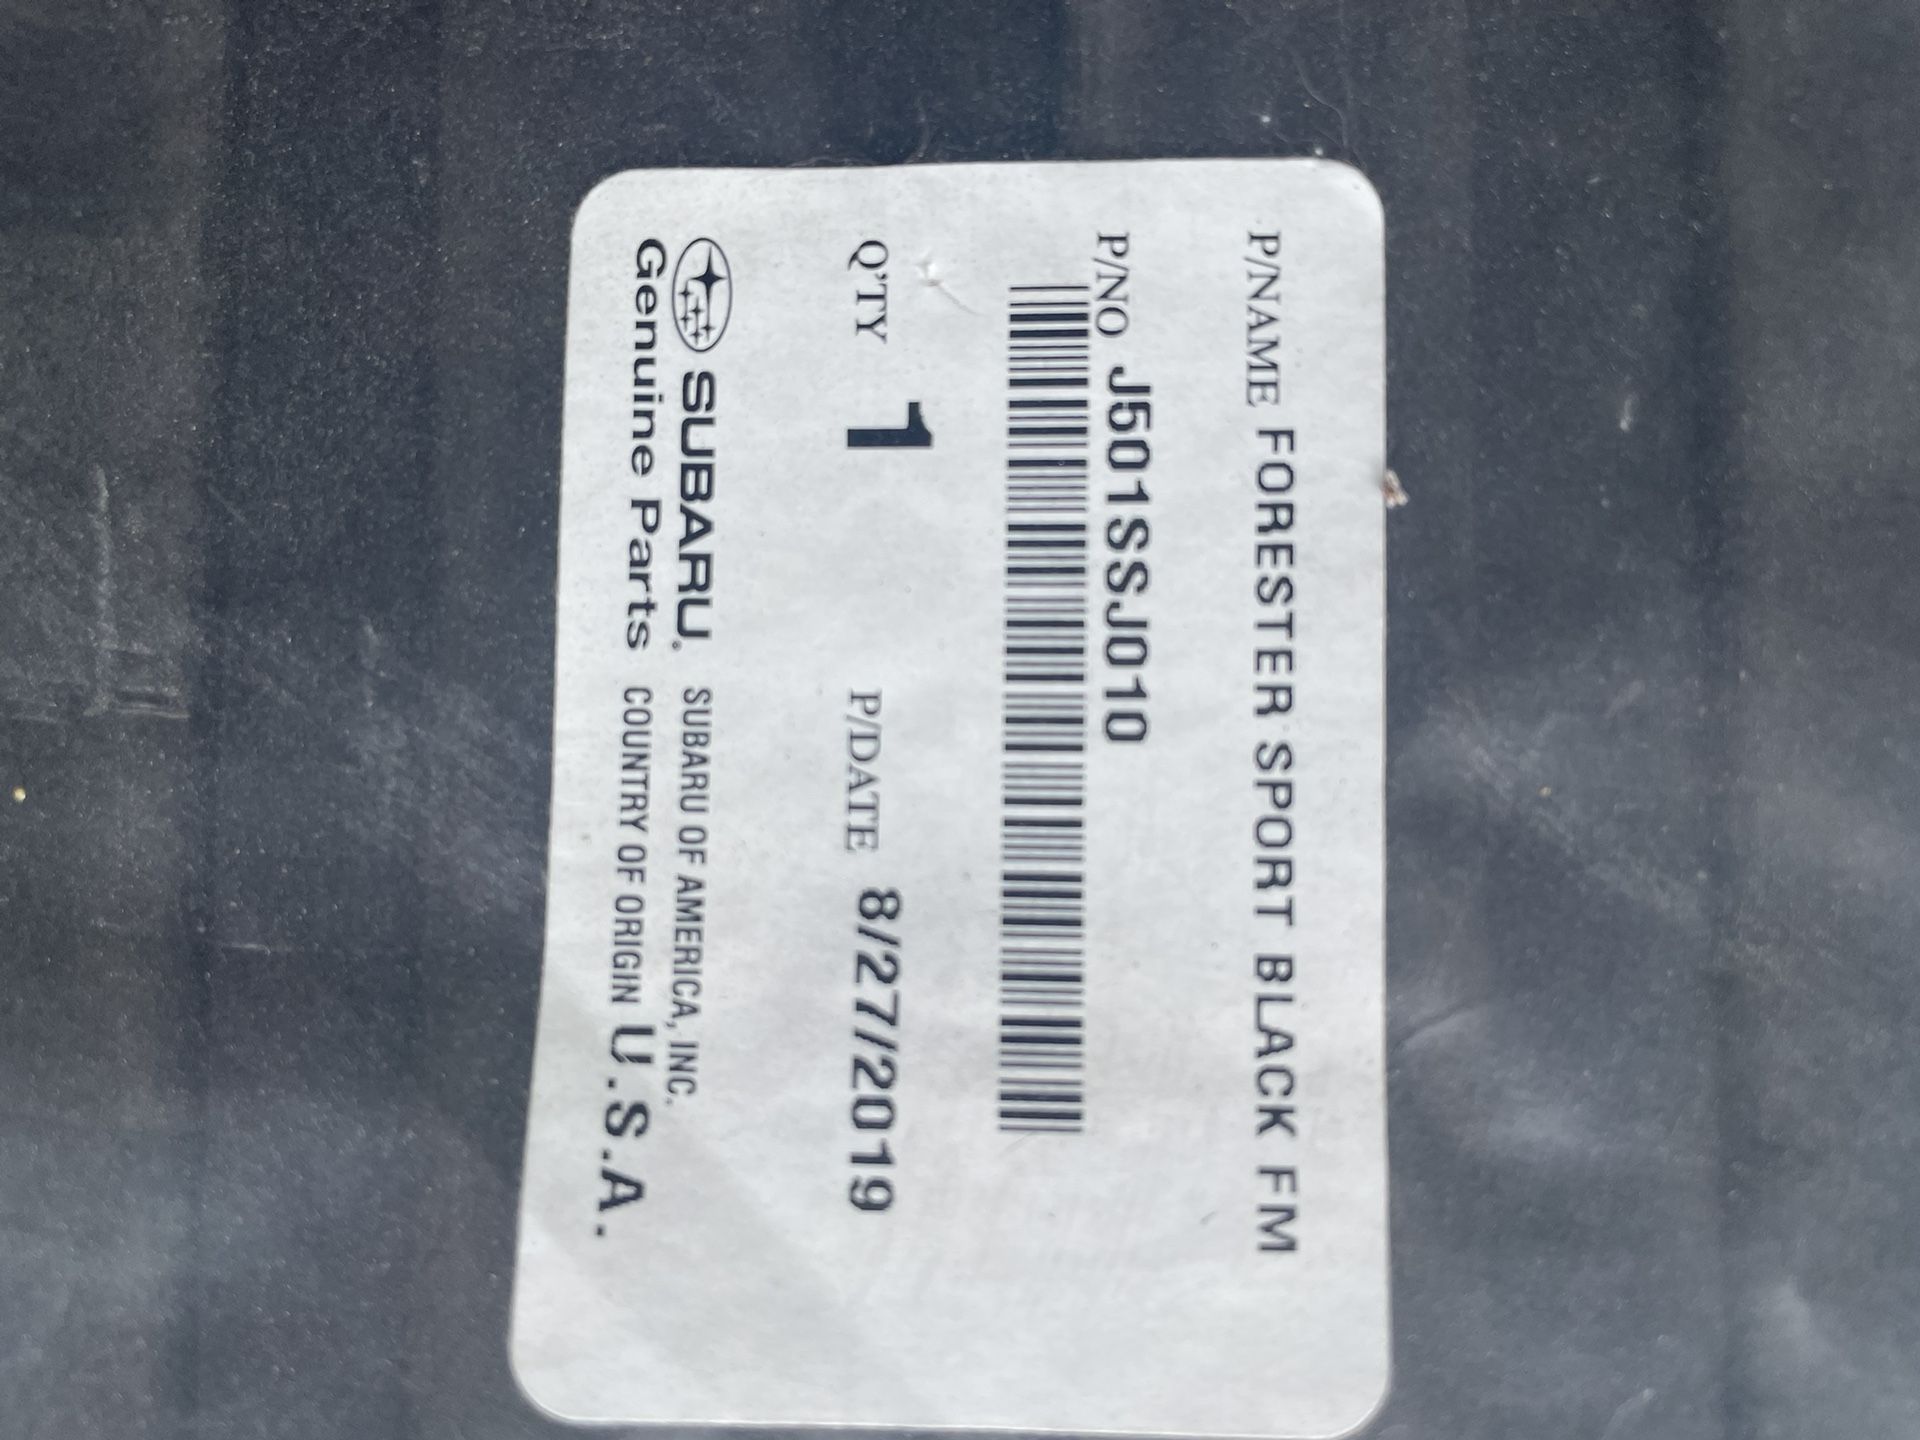 P/NAME FORESTER SPORT BLACK FM
P/NO J501SSJ010
Q'TY 1 P/DATE 8/27/2019
SUBARU® SUBARU OF AMERICA, INC.
Genuine Parts COUNTRY OF ORIGIN U.S.A.